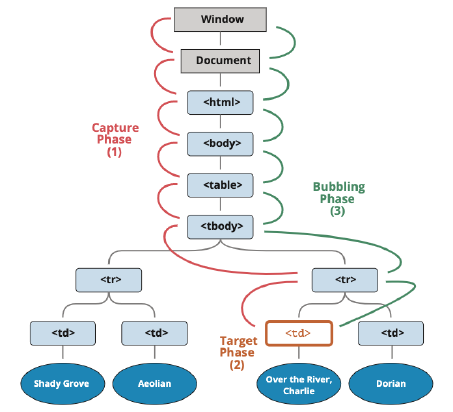 Window
Document
<html>
Capture
Phase
(1)
<body>
<table>
Bubbling
Phase
(3)
<tbody>
<tr>
<tr>
<td>
<td>
Target
Phase
(2)
<td>
<td>
Shady Grove
Aeolian
Over the River,
Charlie
Dorian